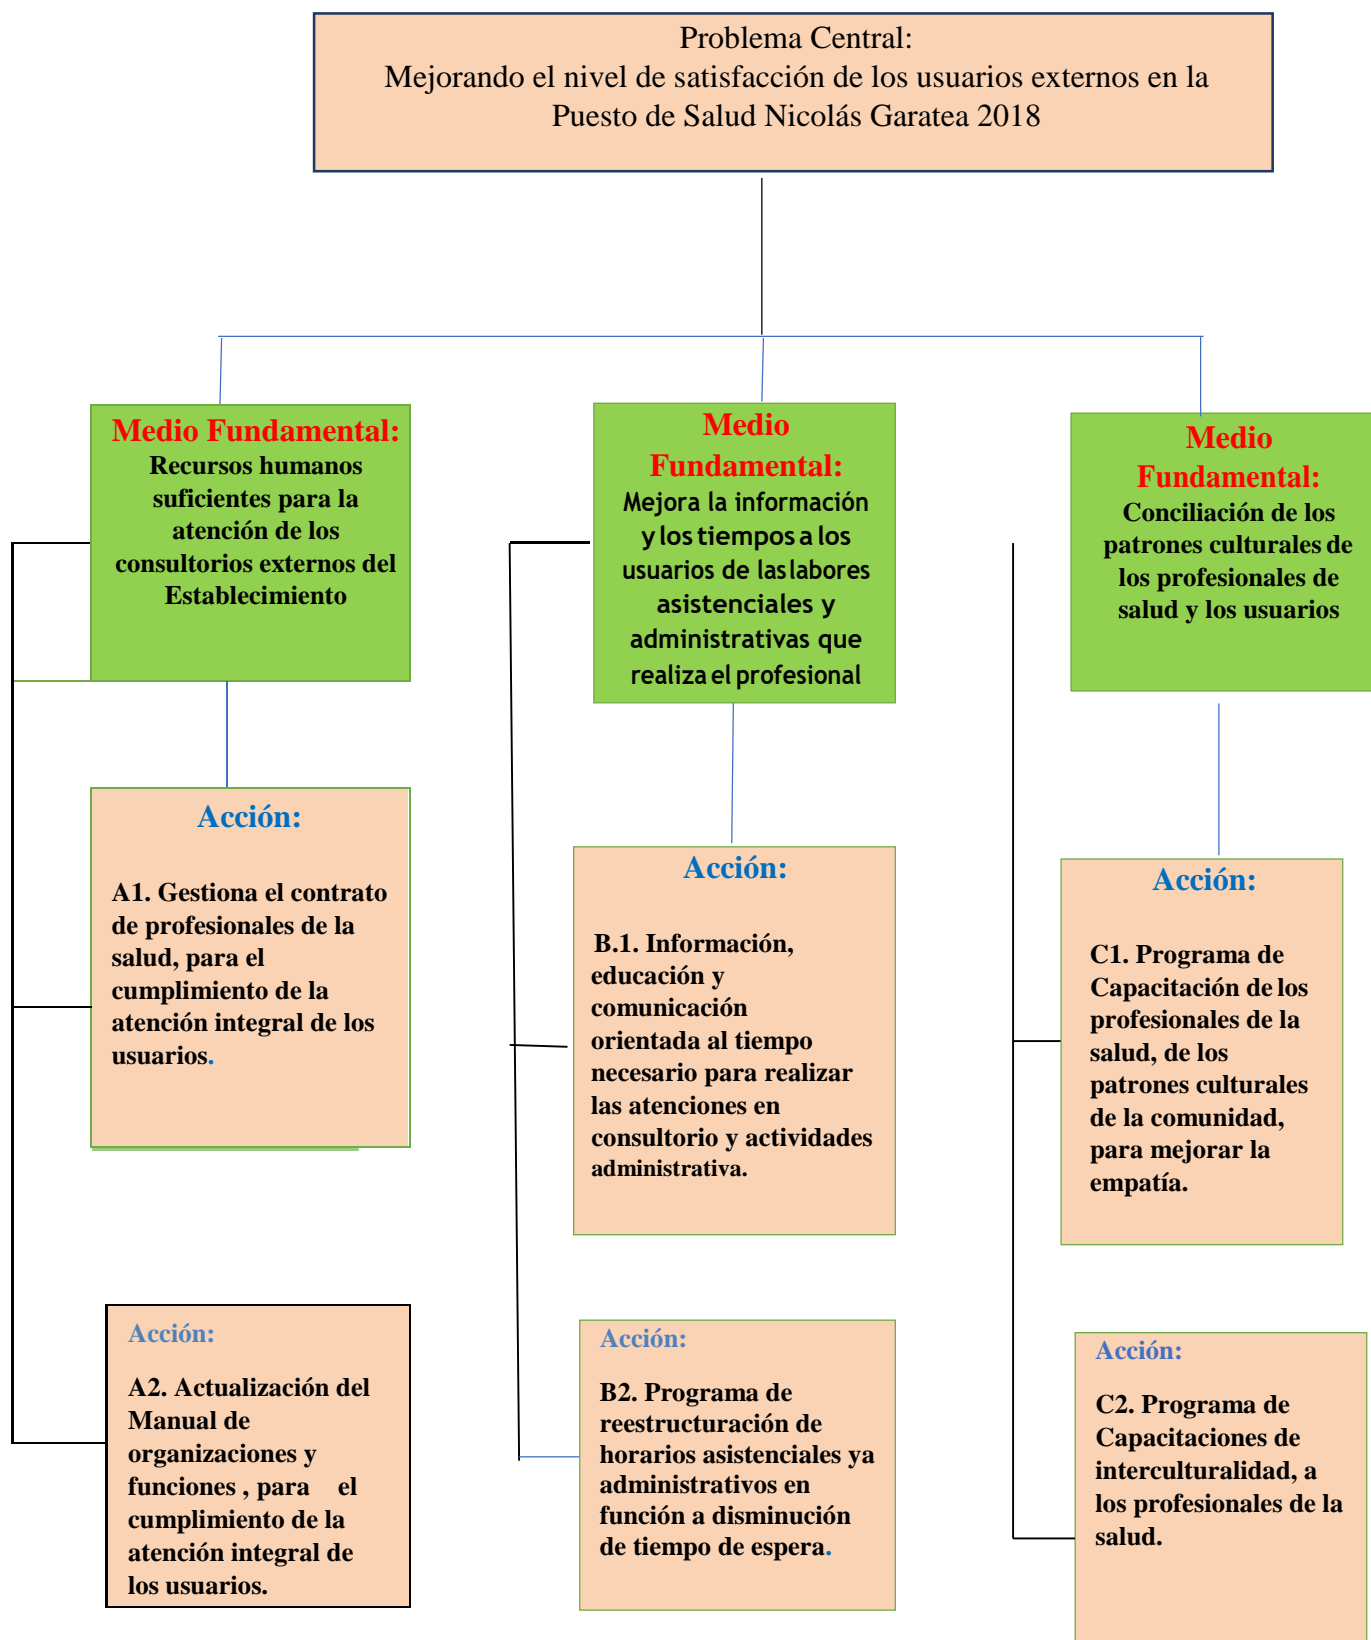 Problema Central:
Mejorando el nivel de satisfacción de los usuarios externos en la
Puesto de Salud Nicolás Garatea 2018
Medio Fundamental:
Recursos humanos
suficientes para la
atención de los
consultorios externos del
Establecimiento
Medio
Fundamental:
Mejora la información
y los tiempos a los
usuarios de laslabores
asistenciales y
administrativas que
realiza el profesional
Medio
Fundamental:
Conciliación de los
patrones culturales de
los profesionales de
salud y los usuarios
Acción:
A1. Gestiona el contrato
de profesionales de la
salud, para el
cumplimiento de la
atención integral de los
usuarios.
Acción:
B.1. Información,
educación y
comunicación
orientada al tiempo
necesario para realizar
las atenciones en
consultorio y actividades
administrativa.
Acción:
C1. Programa de
Capacitación de los
profesionales de la
salud, de los
patrones culturales
de la comunidad,
para mejorar la
empatía.
Acción:
A2. Actualización del
Manual de
organizaciones y
funciones , para el
cumplimiento de la
atención integral de
los usuarios.
Acción:
B2. Programa de
reestructuración de
horarios asistenciales ya
administrativos en
función a disminución
de tiempo de espera.
Acción:
C2. Programa de
Capacitaciones de
interculturalidad, a
los profesionales de la
salud.